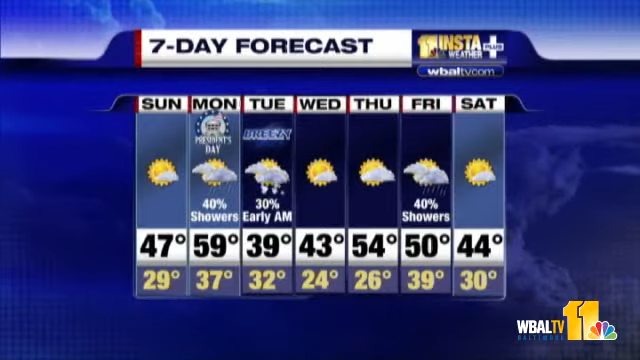 7-DAY FORECAST
11 INSTA
WEATHER PLUS
wbaltv.com
SUN MON TUE WED THU FRI SAT
PRESIDENT'S
DAY
BREEZY
40%
Showers
30%
Early AM
40%
Showers
47° 59° 39° 43° 54° 50° 44°
29° 37° 32° 24° 26° 39° 30°
WBALTV 11
BALTIMORE